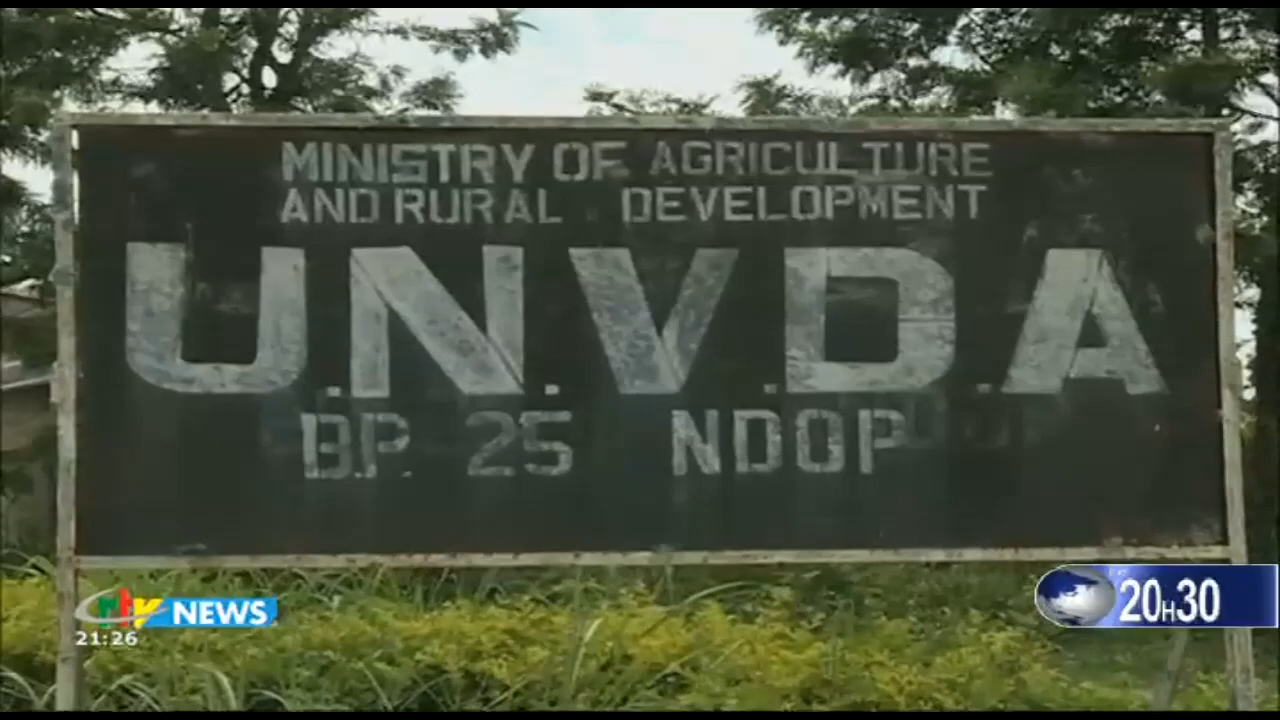 MINISTRY OF AGRICULTURE
AND RURAL DEVELOPMENT
U.N.V.D.A
B.P. 25 NDOP
NEWS
21:26
20H30